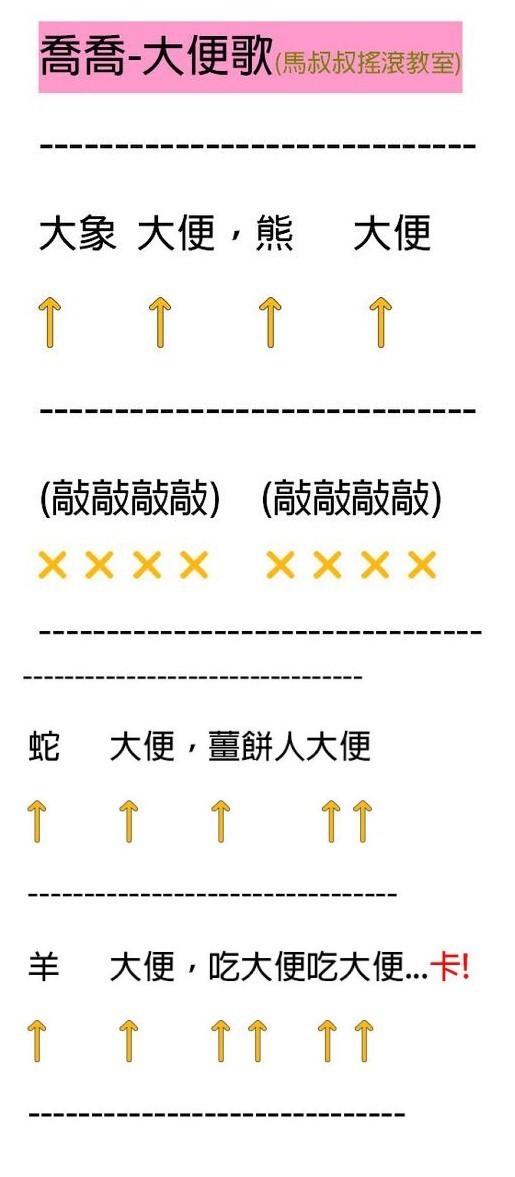 喬喬-大便歌(馬叔叔搖滾教室)
-----------------------------
大象 大便，熊 大便
↑ ↑ ↑ ↑
-----------------------------
(敲敲敲敲) (敲敲敲敲)
×××× ××××
---------------------------------
--------------------------------
蛇 大便，薑餅人大便
↑ ↑ ↑ ↑↑
---------------------------------
羊 大便，吃大便吃大便...卡!
↑ ↑ ↑↑ ↑↑
------------------------------